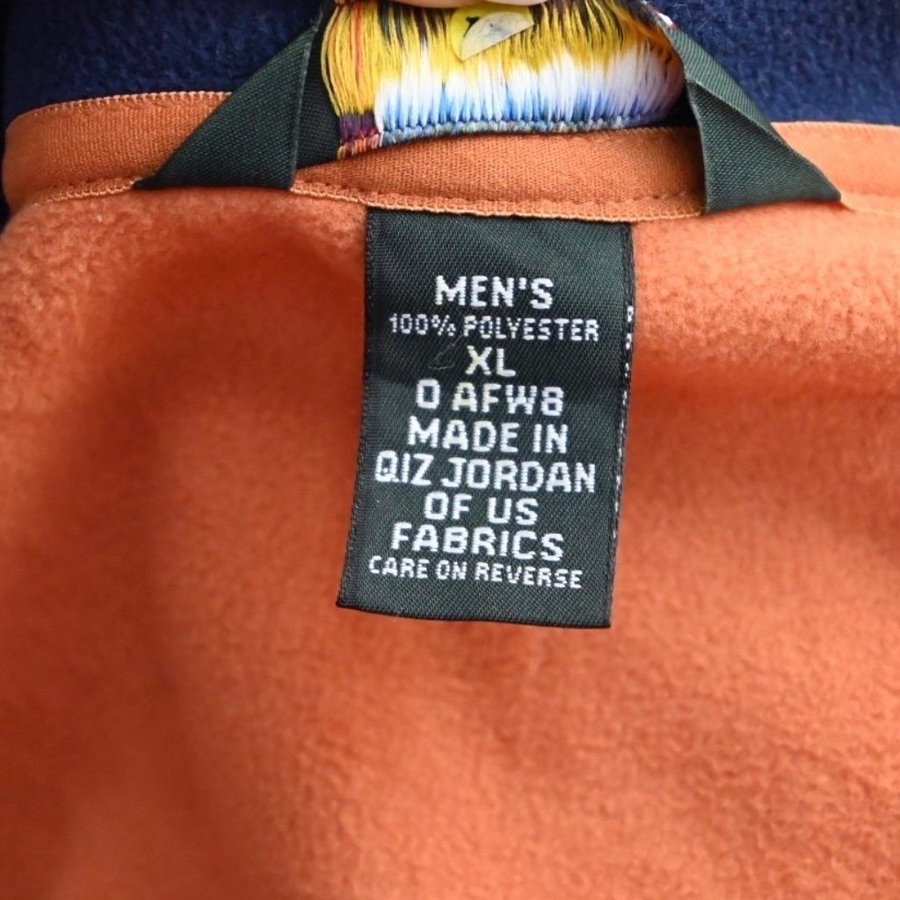 MEN'S
100% POLYESTER
XL
0 AFW8
MADE IN
QIZ JORDAN
OF US
FABRICS
CARE ON REVERSE